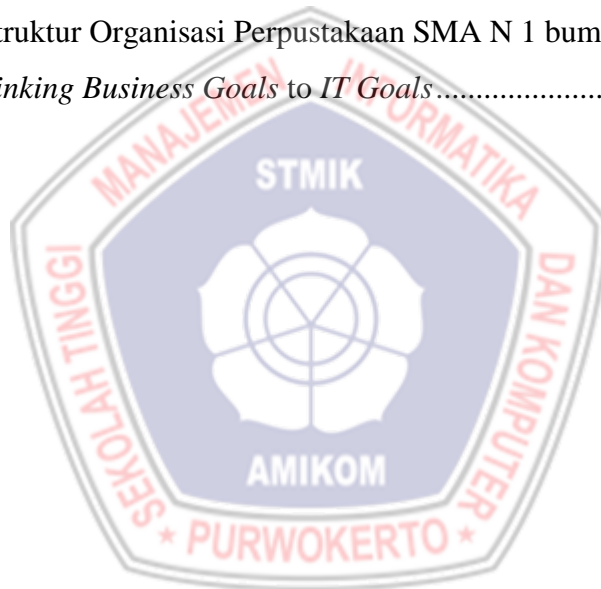 truktur Organisasi Perpustakaan SMA N 1 bum
inking Business Goals to IT Goals.....................
SEKOLAH TINGGI MANAJEMEN INFORMATIKA DAN KOMPUTER
STMIK
AMIKOM
* PURWOKERTO *